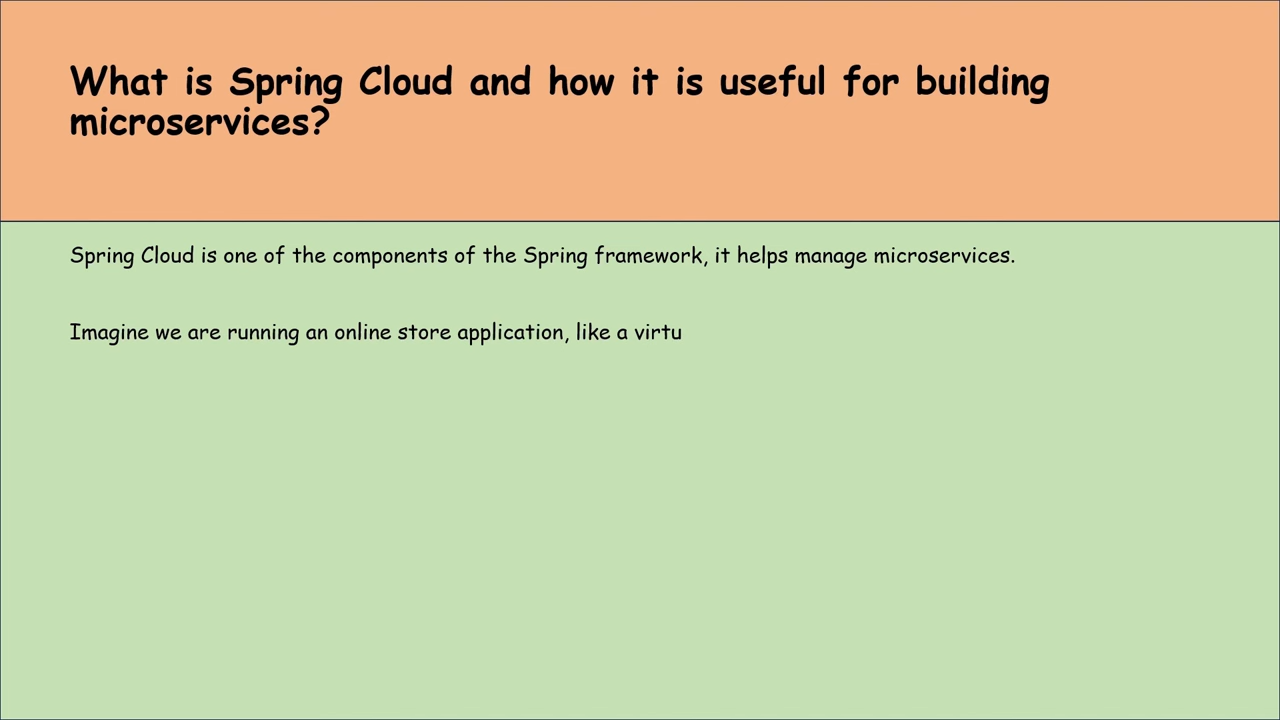 What is Spring Cloud and how it is useful for building
microservices?
Spring Cloud is one of the components of the Spring framework, it helps manage microservices.
Imagine we are running an online store application, like a virtu